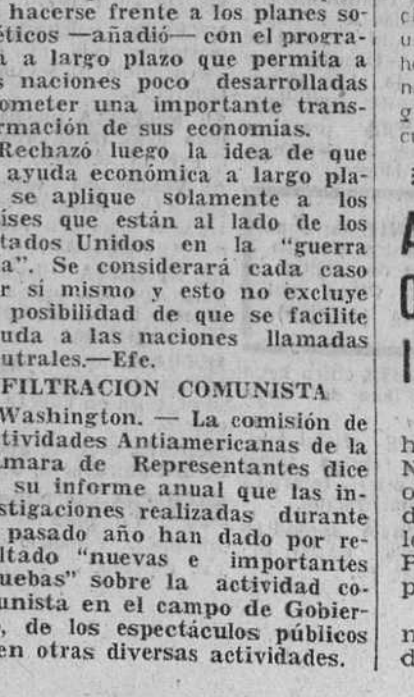 hacerse frente a los planes so-
éticos —añadió— con el progra-
a a largo plazo que permita a
s naciones poco desarrolladas
ometer una importante trans-
rmación de sus economías.
Rechazó luego la idea de que
ayuda económica a largo pla-
se aplique solamente a los
íses que están al lado de los
tados Unidos en la “guerra
a”. Se considerará cada caso
r sí mismo y esto no excluye
posibilidad de que se facilite
uda a las naciones llamadas
utrales.—Efe.
FILTRACION COMUNISTA
Washington. — La comisión de
tividades Antiamericanas de la
mara de Representantes dice
su informe anual que las in-
stigaciones realizadas durante
pasado año han dado por re-
ltado “nuevas e importantes
uebas” sobre la actividad co-
unista en el campo de Gobier-
, de los espectáculos públicos
en otras diversas actividades.